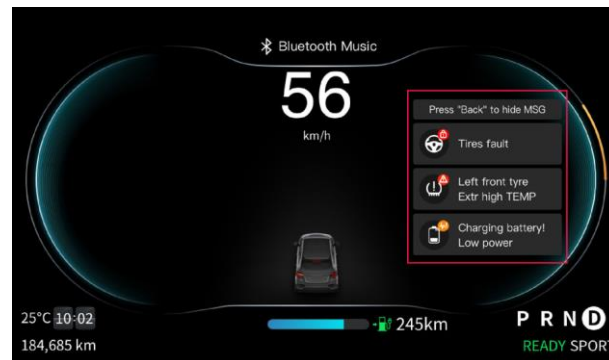 Bluetooth Music
56
km/h
Press "Back" to hide MSG
Tires fault
Left front tyre
Extr high TEMP
Charging battery!
Low power
25°C 10:02
184,685 km
245km
P R N D
READY SPORT